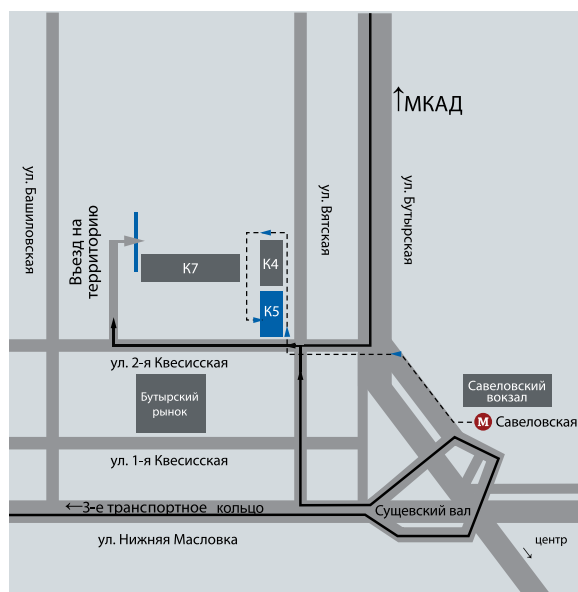 ↑МКАД
ул. Башиловская
Въезд на
территорию
ул. Вятская
ул. Бутырская
К7
К4
К5
ул. 2-я Квесисская
Бутырский
рынок
Савеловский
вокзал
М Савеловская
ул. 1-я Квесисская
←3-е транспортное кольцо
Сущевский вал
ул. Нижняя Масловка
центр